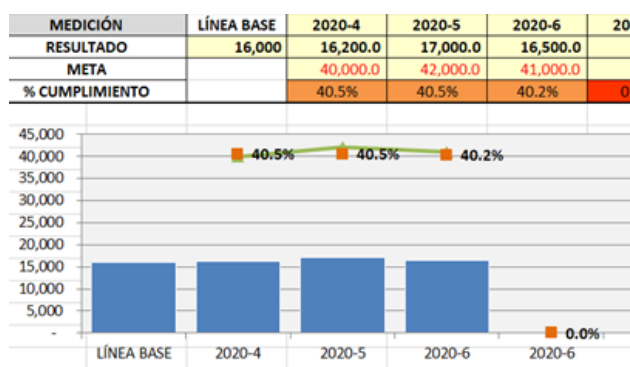 MEDICIÓN LÍNEA BASE 2020-4 2020-5 2020-6 20
RESULTADO 16,000 16,200.0 17,000.0 16,500.0
META 40,000.0 42,000.0 41,000.0
% CUMPLIMIENTO 40.5% 40.5% 40.2% 0
45,000
40,000 40.5% 40.5% 40.2%
35,000
30,000
25,000
20,000
15,000
10,000
5,000
- 0.0%
LÍNEA BASE 2020-4 2020-5 2020-6 2020-6